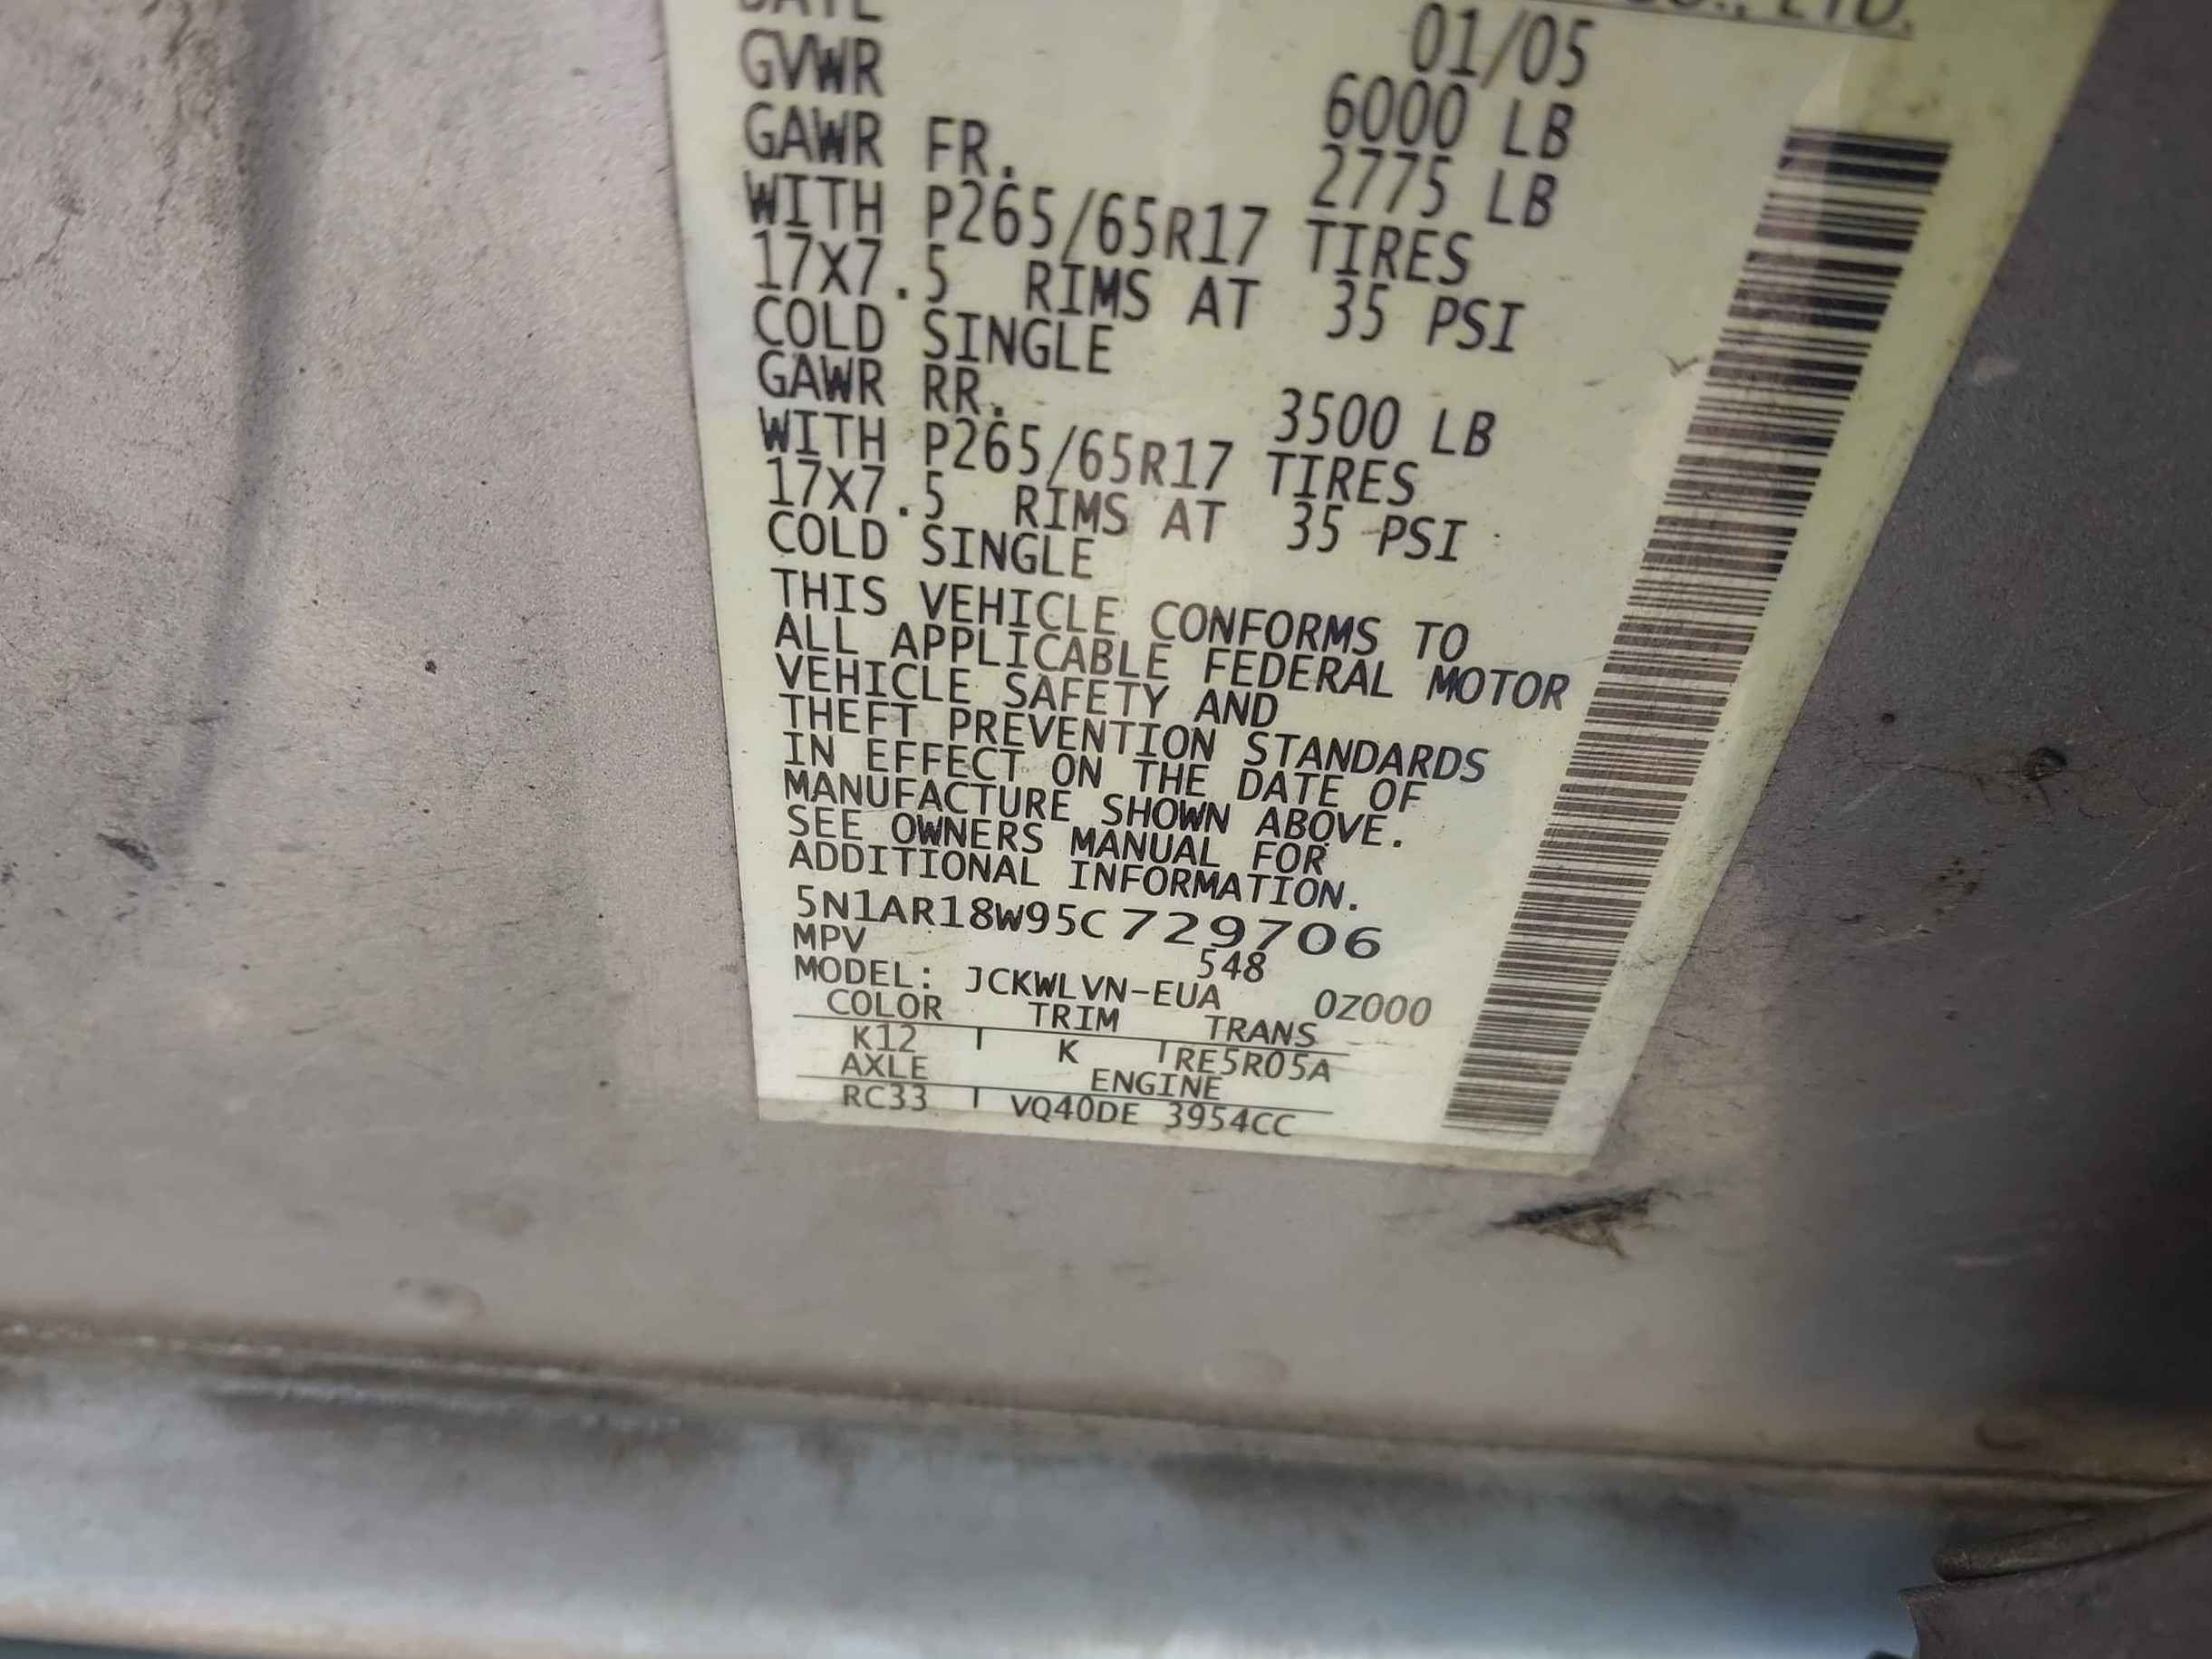 DATE 01/05
GVWR 6000 LB
GAWR FR. 2775 LB
WITH P265/65R17 TIRES
17X7.5 RIMS AT 35 PSI
COLD SINGLE
GAWR RR. 3500 LB
WITH P265/65R17 TIRES
17X7.5 RIMS AT 35 PSI
COLD SINGLE
THIS VEHICLE CONFORMS TO
ALL APPLICABLE FEDERAL MOTOR
VEHICLE SAFETY AND
THEFT PREVENTION STANDARDS
IN EFFECT ON THE DATE OF
MANUFACTURE SHOWN ABOVE.
SEE OWNERS MANUAL FOR
ADDITIONAL INFORMATION.
5N1AR18W95C729706
MPV 548
MODEL: JCKWLVN-EUA 0Z000
COLOR TRIM TRANS
K12 K RE5R05A
AXLE ENGINE
RC33 VQ40DE 3954CC